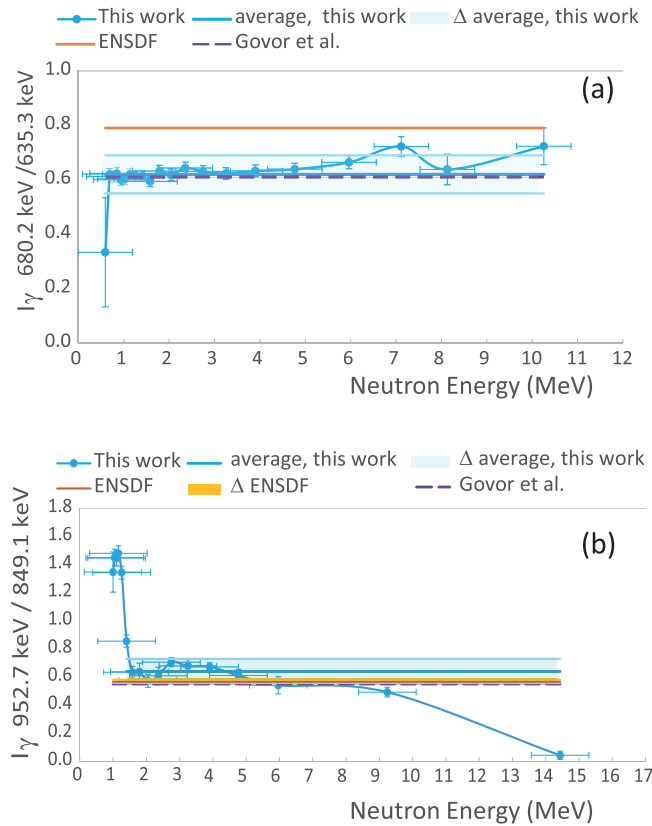 This work average, this work Δ average, this work
ENSDF Govor et al.
(a)
Iγ 680.2 keV /635.3 keV
1.0
0.8
0.6
0.4
0.2
0.0
0 1 2 3 4 5 6 7 8 9 10 11 12
Neutron Energy (MeV)
This work average, this work Δ average, this work
ENSDF Δ ENSDF Govor et al.
(b)
Iγ 952.7 keV / 849.1 keV
1.8
1.6
1.4
1.2
1.0
0.8
0.6
0.4
0.2
0.0
0 1 2 3 4 5 6 7 8 9 10 11 12 13 14 15 16 17
Neutron Energy (MeV)